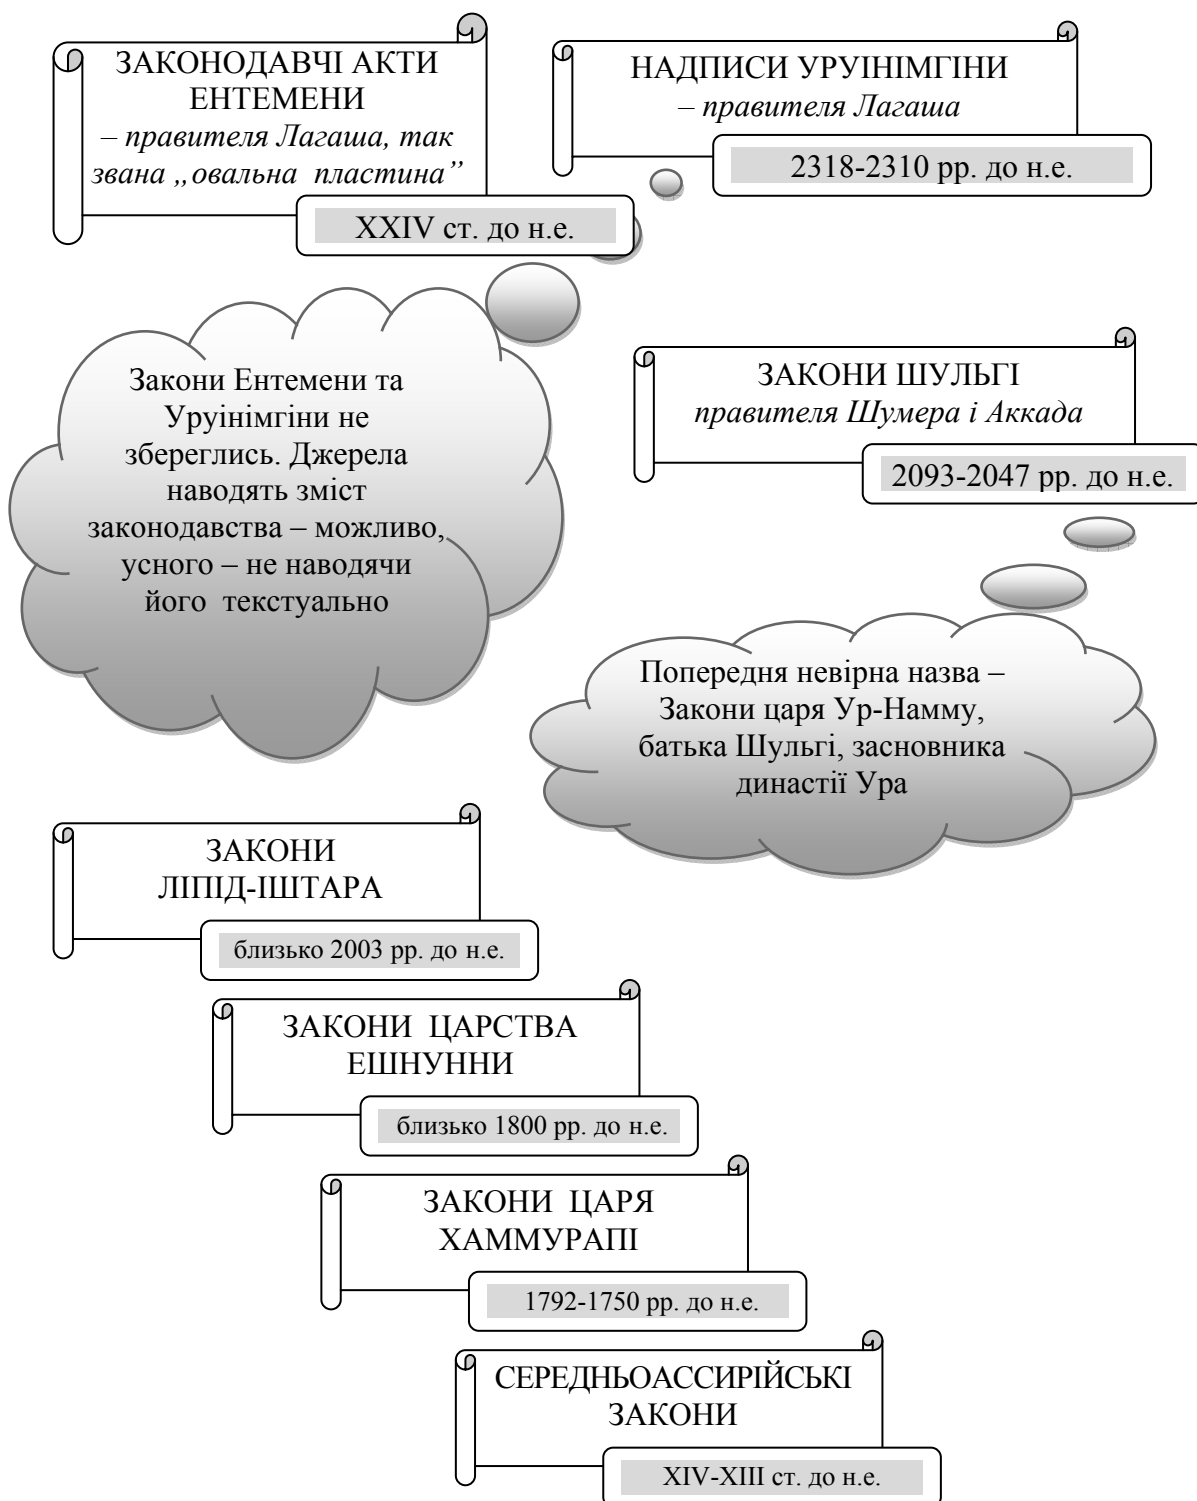 ЗАКОНОДАВЧІ АКТИ
ЕНТЕМЕНИ
– правителя Лагаша, так
звана „овальна пластина”
XXIV ст. до н.е.
НАДПИСИ УРУІНІМГІНИ
– правителя Лагаша
2318-2310 рр. до н.е.
Закони Ентемени та
Уруінімгіни не
збереглись. Джерела
наводять зміст
законодавства – можливо,
усного – не наводячи
його текстуально
ЗАКОНИ ШУЛЬГІ
правителя Шумера і Аккада
2093-2047 рр. до н.е.
Попередня невірна назва –
Закони царя Ур-Намму,
батька Шульгі, засновника
династії Ура
ЗАКОНИ
ЛІПІД-ІШТАРА
близько 2003 рр. до н.е.
ЗАКОНИ ЦАРСТВА
ЕШНУННИ
близько 1800 рр. до н.е.
ЗАКОНИ ЦАРЯ
ХАММУРАПІ
1792-1750 рр. до н.е.
СЕРЕДНЬОАССИРІЙСЬКІ
ЗАКОНИ
XIV-XIII ст. до н.е.